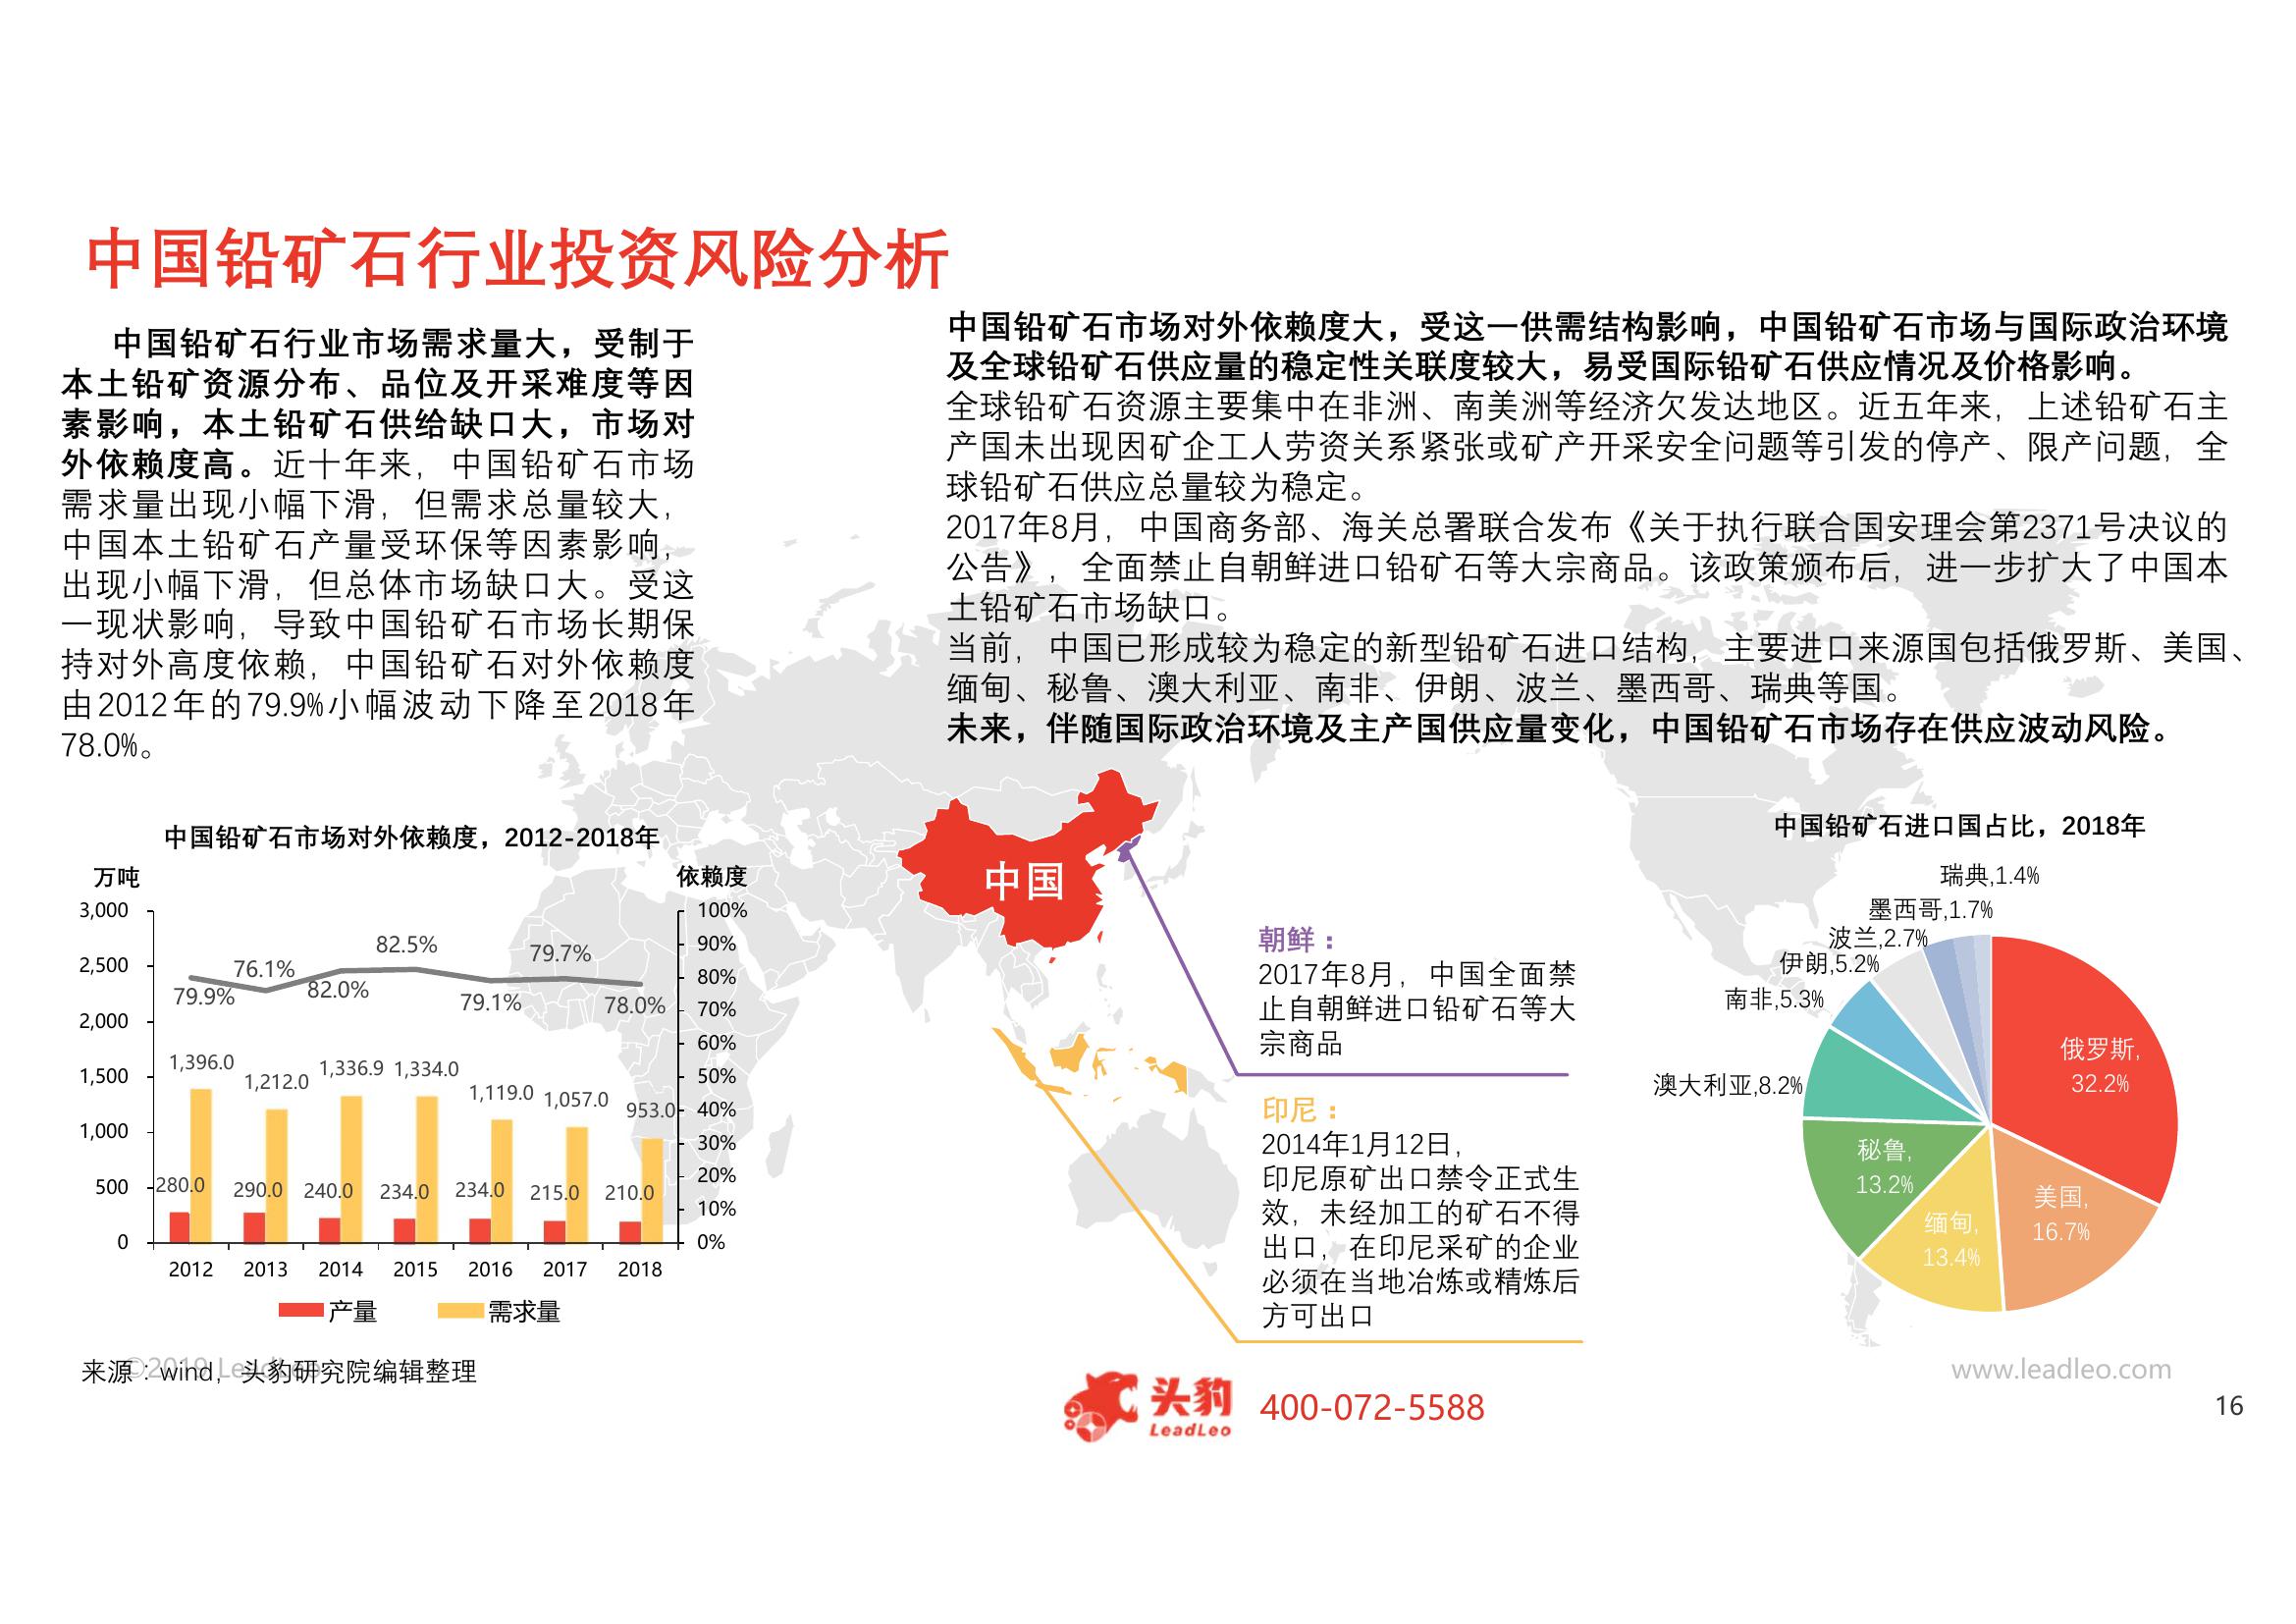 中国铅矿石行业投资风险分析
中国铅矿石行业市场需求量大，受制于
本土铅矿资源分布、品位及开采难度等因
素影响，本土铅矿石供给缺口大，市场对
外依赖度高。近十年来，中国铅矿石市场
需求量出现小幅下滑，但需求总量较大，
中国本土铅矿石产量受环保等因素影响，
出现小幅下滑，但总体市场缺口大。受这
一现状影响，导致中国铅矿石市场长期保
持对外高度依赖，中国铅矿石对外依赖度
由2012年的79.9%小幅波动下降至2018年
78.0%。
中国铅矿石市场对外依赖度大，受这一供需结构影响，中国铅矿石市场与国际政治环境
及全球铅矿石供应量的稳定性关联度较大，易受国际铅矿石供应情况及价格影响。
全球铅矿石资源主要集中在非洲、南美洲等经济欠发达地区。近五年来，上述铅矿石主
产国未出现因矿企工人劳资关系紧张或矿产开采安全问题等引发的停产、限产问题，全
球铅矿石供应总量较为稳定。
2017年8月，中国商务部、海关总署联合发布《关于执行联合国安理会第2371号决议的
公告》，全面禁止自朝鲜进口铅矿石等大宗商品。该政策颁布后，进一步扩大了中国本
土铅矿石市场缺口。
当前，中国已形成较为稳定的新型铅矿石进口结构，主要进口来源国包括俄罗斯、美国、
缅甸、秘鲁、澳大利亚、南非、伊朗、波兰、墨西哥、瑞典等国。
未来，伴随国际政治环境及主产国供应量变化，中国铅矿石市场存在供应波动风险。
中国铅矿石市场对外依赖度，2012-2018年
万吨
依赖度
3,000
2,500
2,000
1,500
1,000
500
0
100%
90%
80%
70%
60%
50%
40%
30%
20%
10%
0%
79.9%
76.1%
82.0%
82.5%
79.1%
79.7%
78.0%
1,396.0
1,212.0
1,336.9
1,334.0
1,119.0
1,057.0
953.0
280.0
290.0
240.0
234.0
234.0
215.0
210.0
2012 2013 2014 2015 2016 2017 2018
产量 需求量
中国
朝鲜：
2017年8月，中国全面禁
止自朝鲜进口铅矿石等大
宗商品
印尼：
2014年1月12日，
印尼原矿出口禁令正式生
效，未经加工的矿石不得
出口，在印尼采矿的企业
必须在当地冶炼或精炼后
方可出口
中国铅矿石进口国占比，2018年
瑞典,1.4%
墨西哥,1.7%
波兰,2.7%
伊朗,5.2%
南非,5.3%
澳大利亚,8.2%
秘鲁,
13.2%
缅甸,
13.4%
美国,
16.7%
俄罗斯,
32.2%
©2019 LeadLeo
来源：wind，头豹研究院编辑整理
头豹
LeadLeo
400-072-5588
www.leadleo.com
16